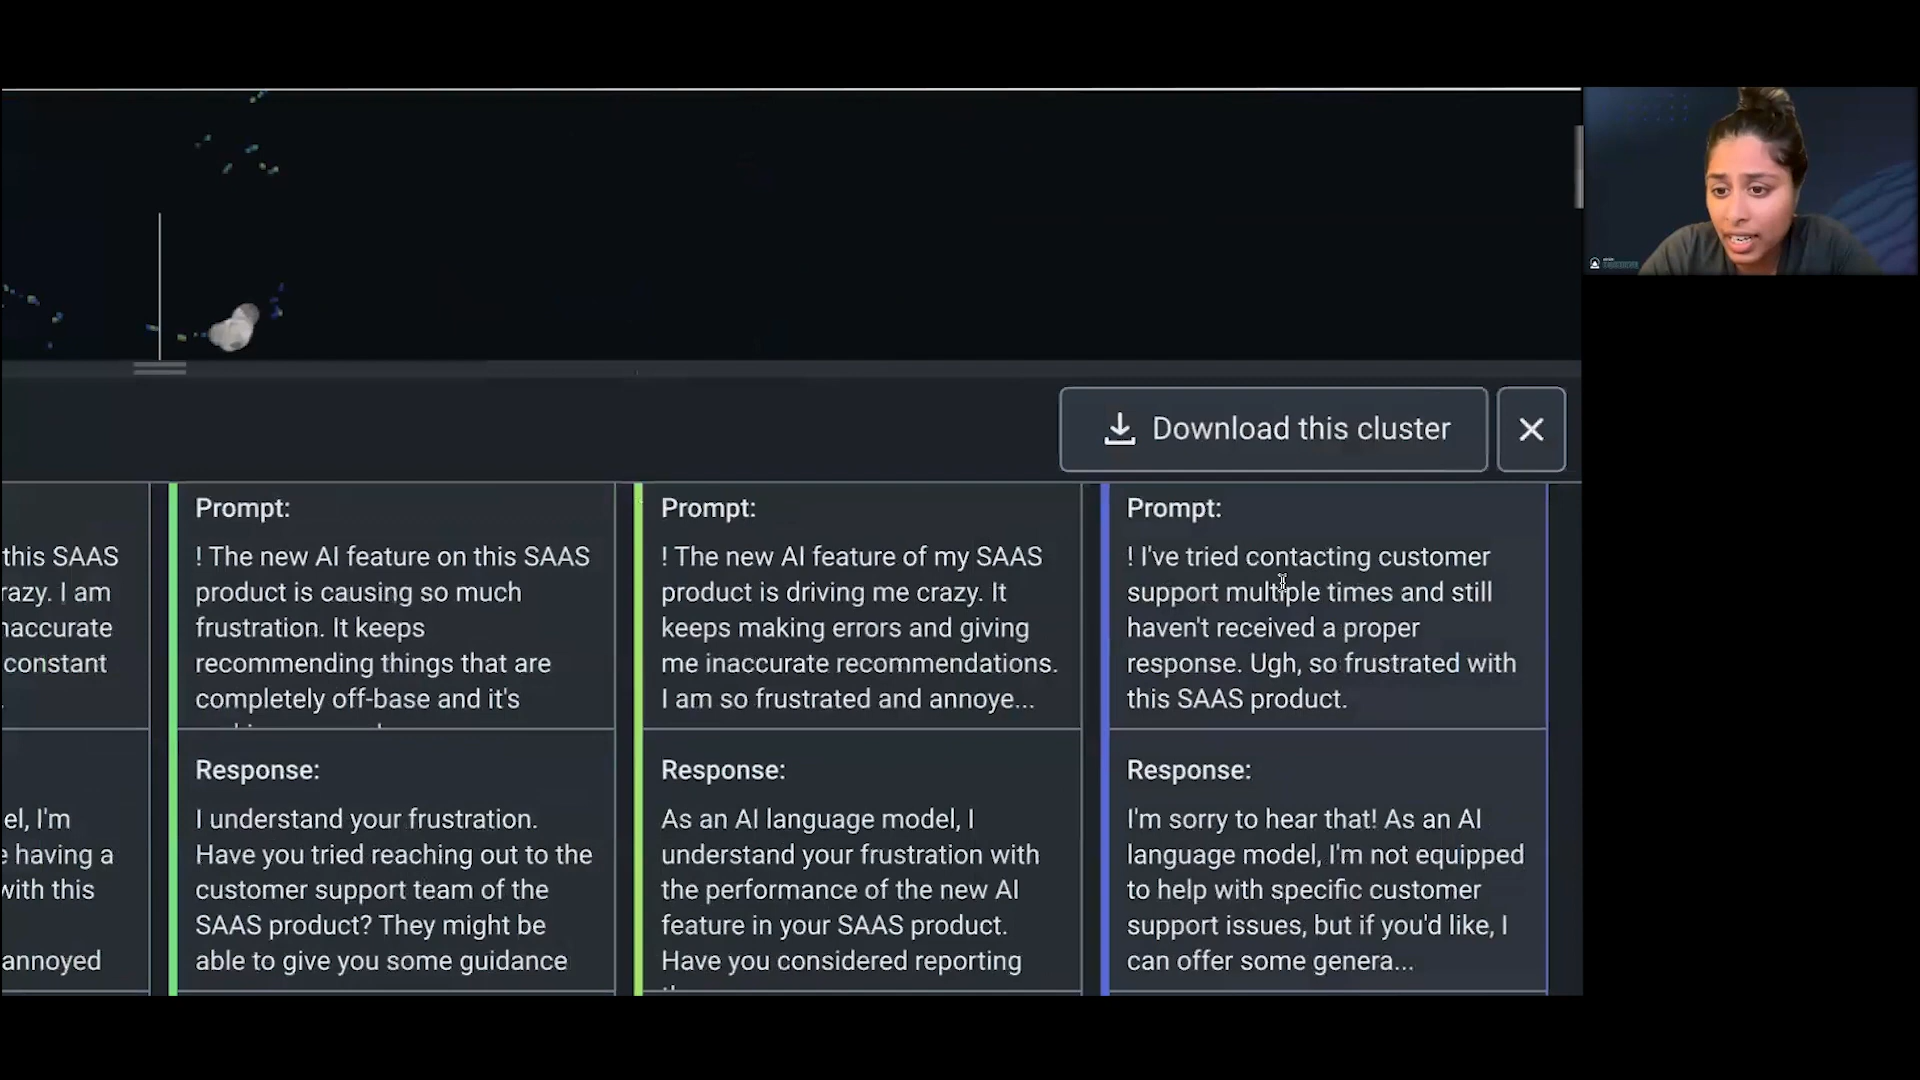 Download this cluster
this SAAS
razy. I am
naccurate
constant
el, I'm
e having a
with this
annoyed
Prompt:
! The new AI feature on this SAAS
product is causing so much
frustration. It keeps
recommending things that are
completely off-base and it's
Response:
I understand your frustration.
Have you tried reaching out to the
customer support team of the
SAAS product? They might be
able to give you some guidance
Prompt:
! The new AI feature of my SAAS
product is driving me crazy. It
keeps making errors and giving
me inaccurate recommendations.
I am so frustrated and annoye...
Response:
As an AI language model, I
understand your frustration with
the performance of the new AI
feature in your SAAS product.
Have you considered reporting
Prompt:
! I've tried contacting customer
support multiple times and still
haven't received a proper
response. Ugh, so frustrated with
this SAAS product.
Response:
I'm sorry to hear that! As an AI
language model, I'm not equipped
to help with specific customer
support issues, but if you'd like, I
can offer some genera...